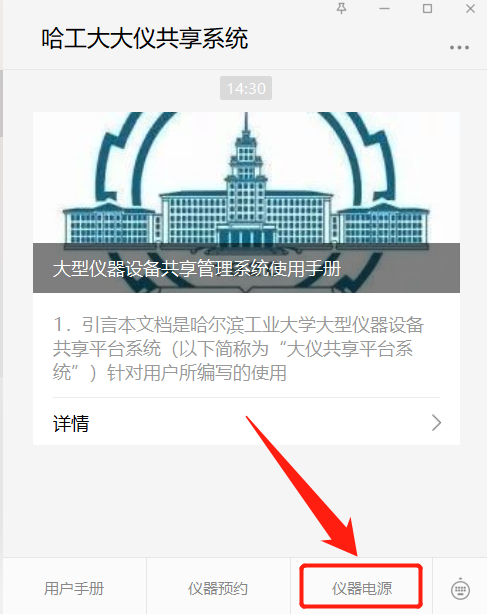 哈工大大仪共享系统
14:30
大型仪器设备共享管理系统使用手册
1．引言本文档是哈尔滨工业大学大型仪器设备
共享平台系统（以下简称为“大仪共享平台系
统”）针对用户所编写的使用
详情
用户手册
仪器预约
仪器电源